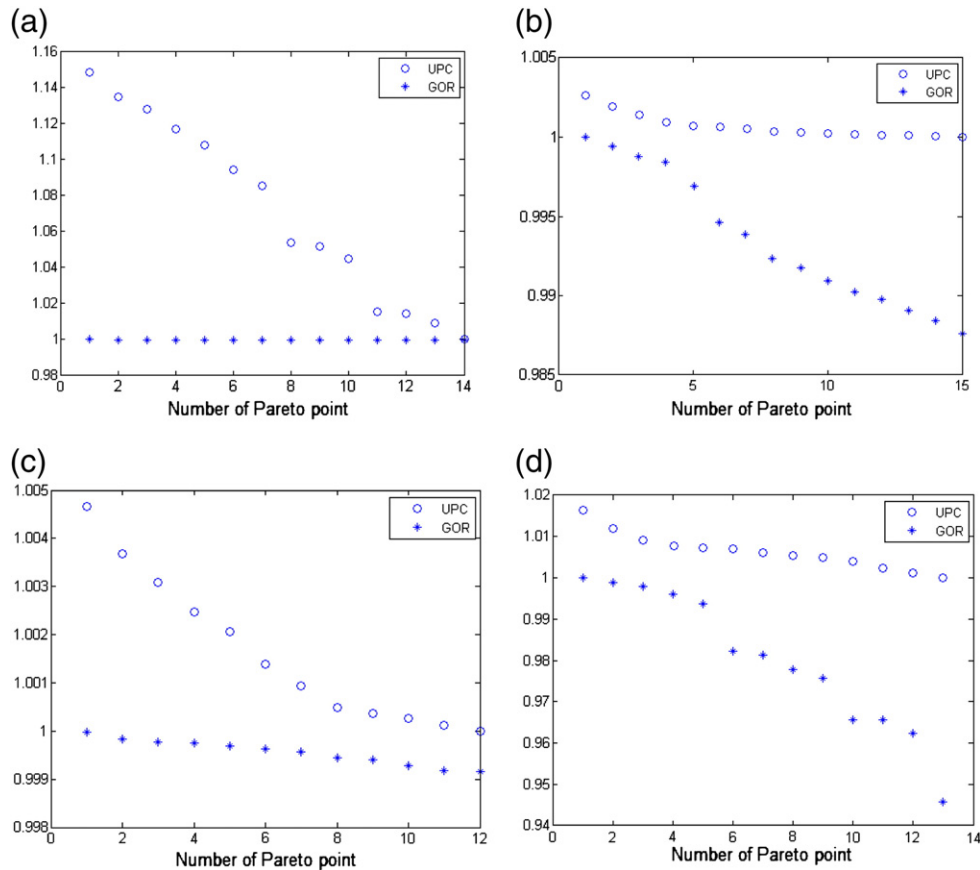 (a)
1.16
1.14
1.12
1.1
1.08
1.06
1.04
1.02
1
0.98
0 2 4 6 8 10 12 14
Number of Pareto point
UPC
GOR
(b)
1.005
1
0.995
0.99
0.985
0 5 10 15
Number of Pareto point
UPC
GOR
(c)
1.005
1.004
1.003
1.002
1.001
1
0.999
0.998
0 2 4 6 8 10 12
Number of Pareto point
UPC
GOR
(d)
1.02
1.01
1
0.99
0.98
0.97
0.96
0.95
0.94
0 2 4 6 8 10 12 14
Number of Pareto point
UPC
GOR